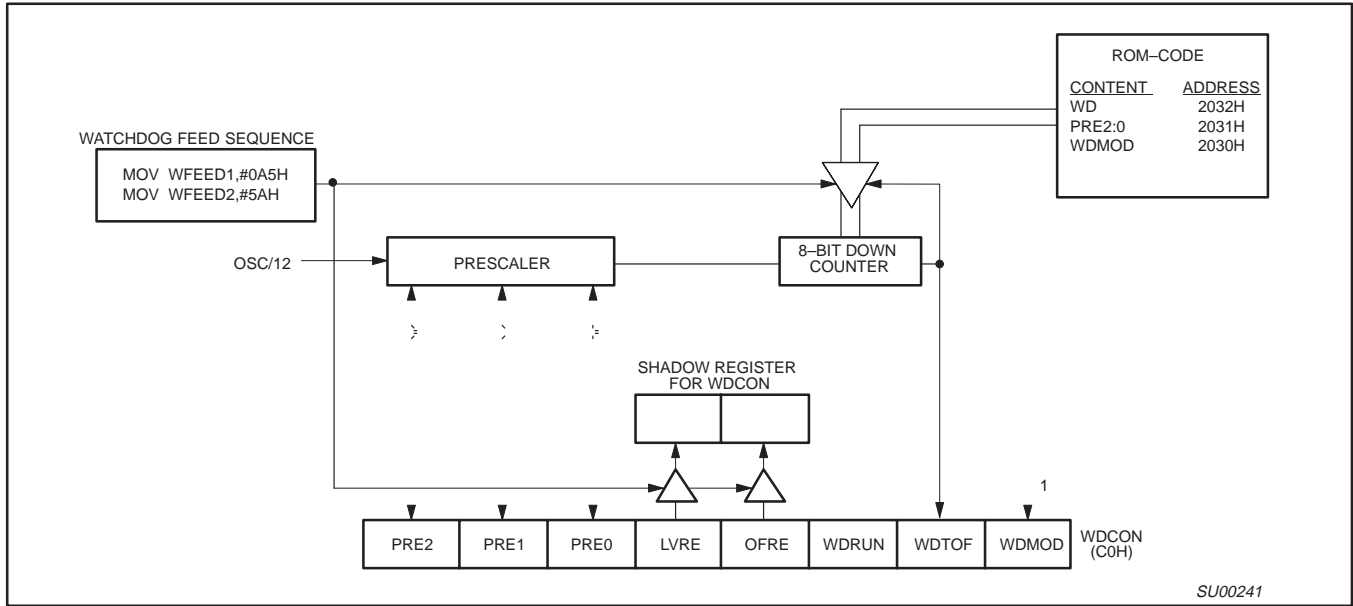 ROM–CODE
CONTENT ADDRESS
WD 2032H
PRE2:0 2031H
WDMOD 2030H
WATCHDOG FEED SEQUENCE
MOV WFEED1,#0A5H
MOV WFEED2,#5AH
OSC/12
PRESCALER
8–BIT DOWN
COUNTER
SHADOW REGISTER
FOR WDCON
1
PRE2 PRE1 PRE0 LVRE OFRE WDRUN WDTOF WDMOD
WDCON
(C0H)
SU00241